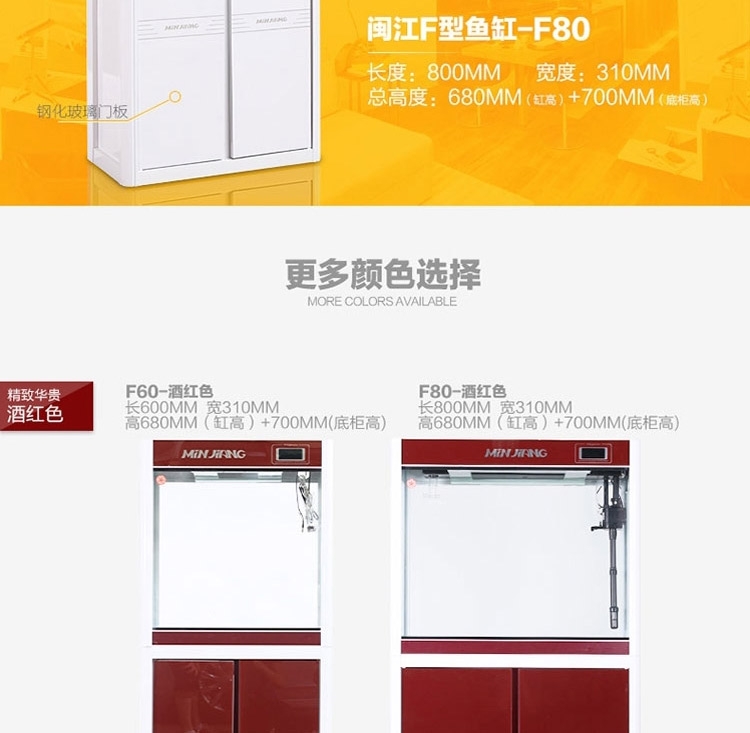 MINJIANG
MINJIANG
闽江F型鱼缸-F80
长度：800MM 宽度：310MM
总高度：680MM（缸高）+700MM（底柜高）
钢化玻璃门板
更多颜色选择
MORE COLORS AVAILABLE
精致华贵
酒红色
F60-酒红色
长600MM 宽310MM
高680MM（缸高）+700MM(底柜高)
F80-酒红色
长800MM 宽310MM
高680MM（缸高）+700MM(底柜高)
MINJIANG
MINJIANG